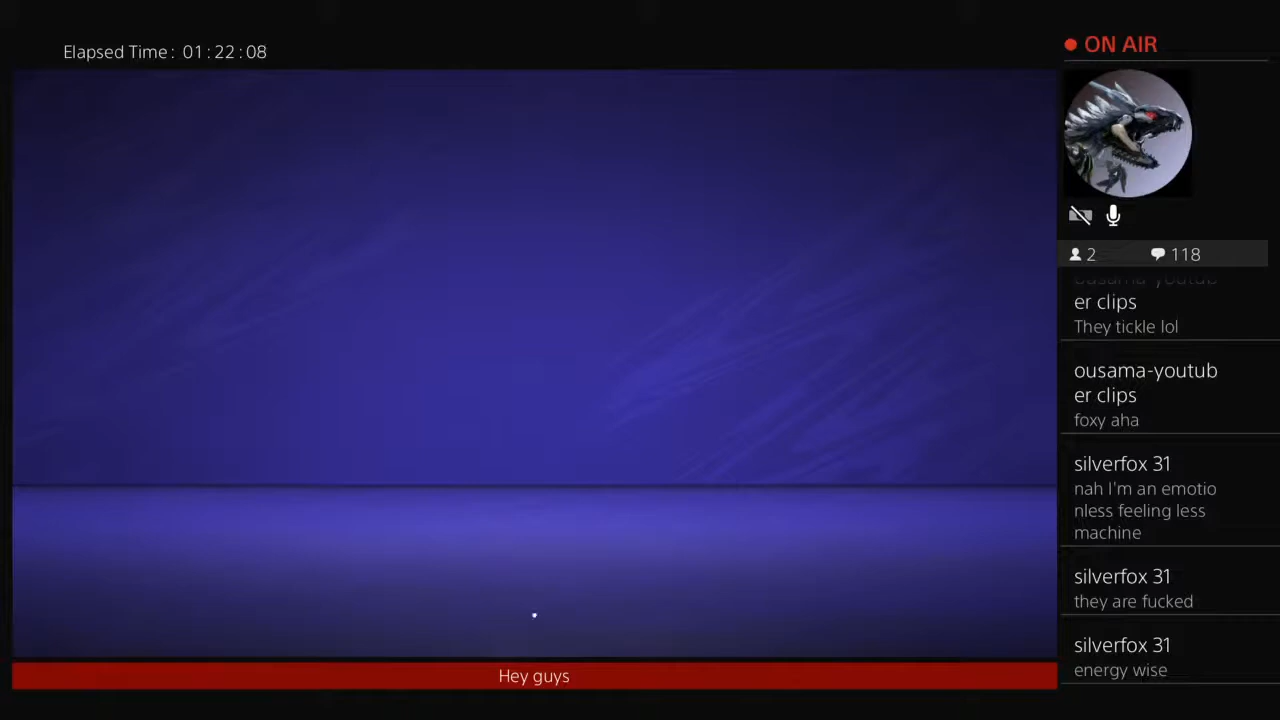 Elapsed Time: 01:22:08
ON AIR
2
118
ousama-youtub
er clips
They tickle lol
ousama-youtub
er clips
foxy aha
silverfox 31
nah I'm an emotio
nless feeling less
machine
silverfox 31
they are fucked
silverfox 31
energy wise
Hey guys